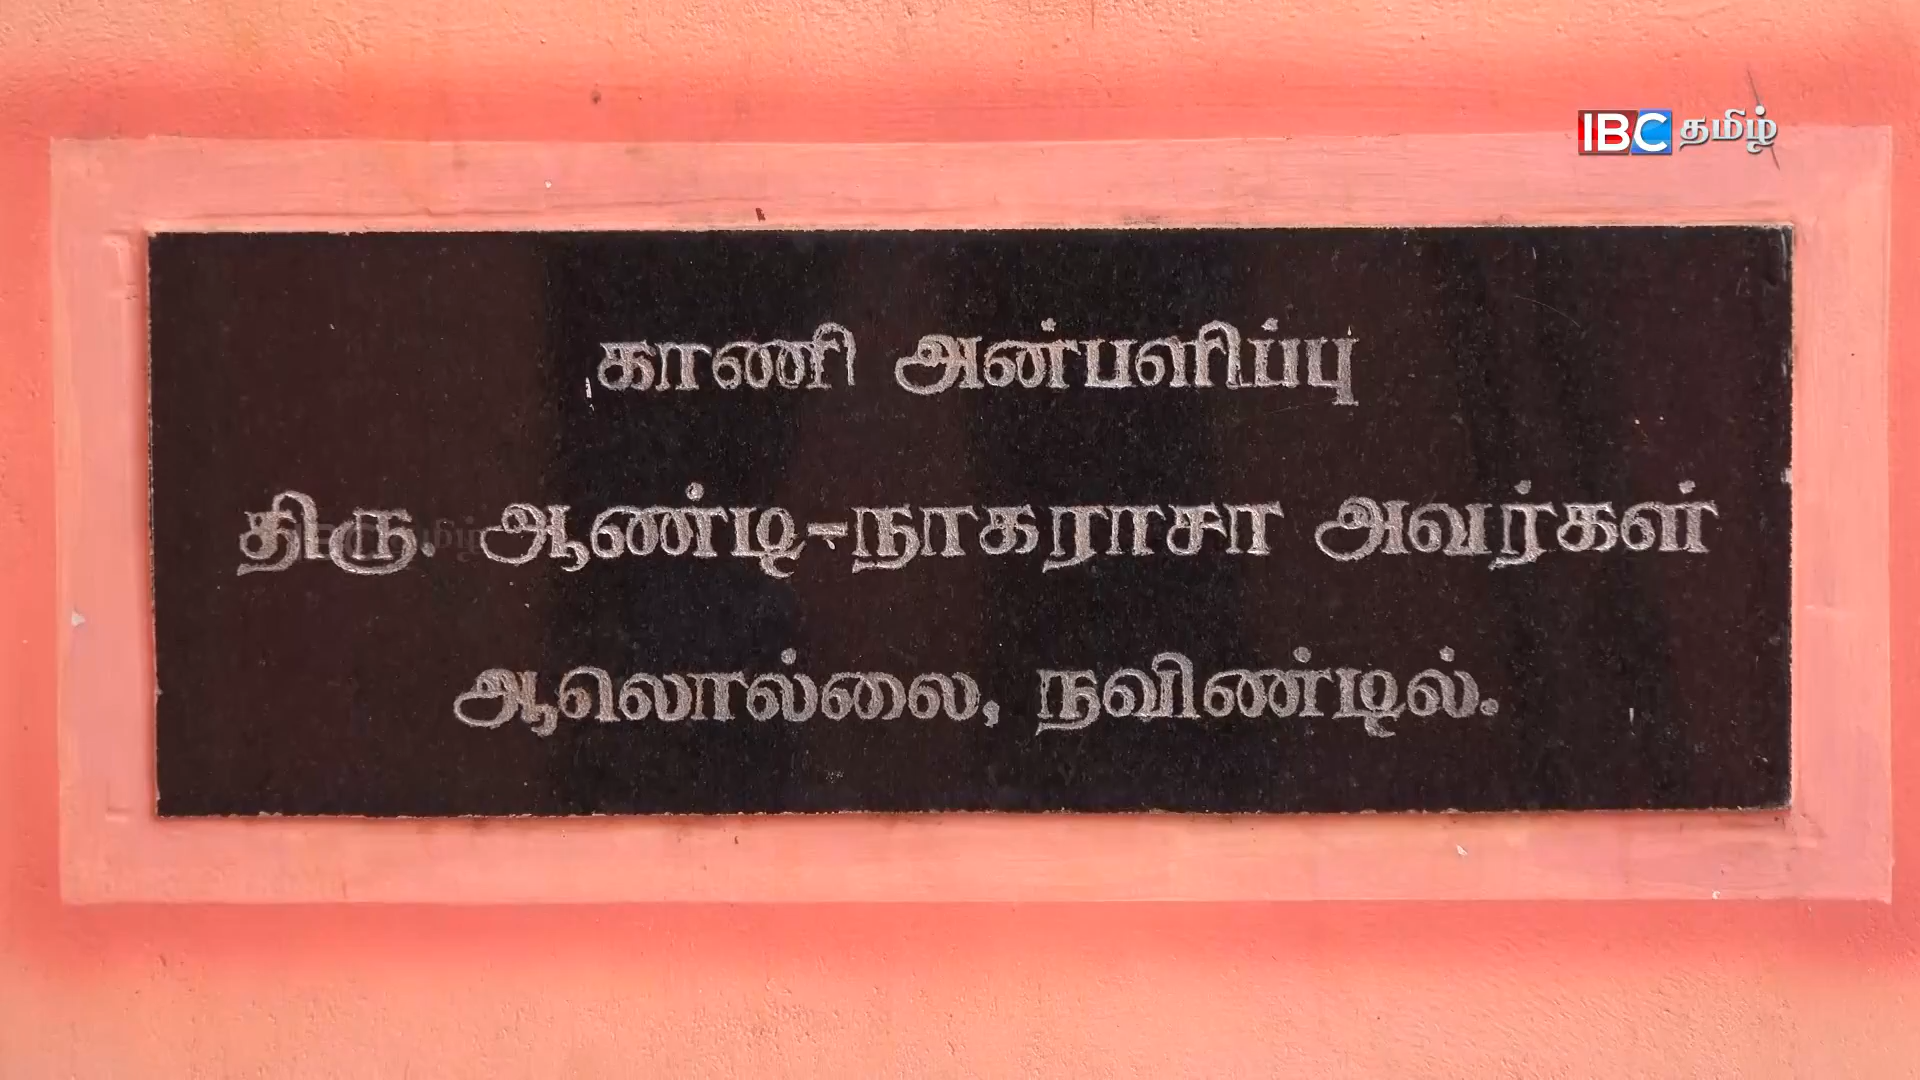 IBC தமிழ்
காணி அன்பளிப்பு
திரு. ஆண்டி-நாகராசா அவர்கள்
ஆலொல்லை, நவிண்டில்.